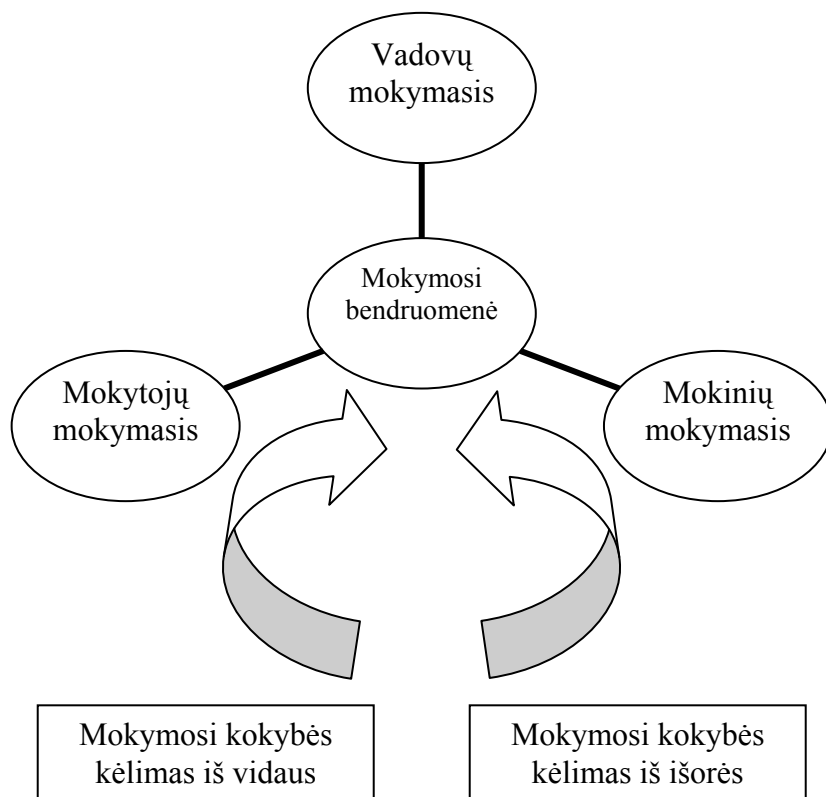 Vadovų
mokymasis
Mokymosi
bendruomenė
Mokytojų
mokymasis
Mokinių
mokymasis
Mokymosi kokybės
kėlimas iš vidaus
Mokymosi kokybės
kėlimas iš išorės